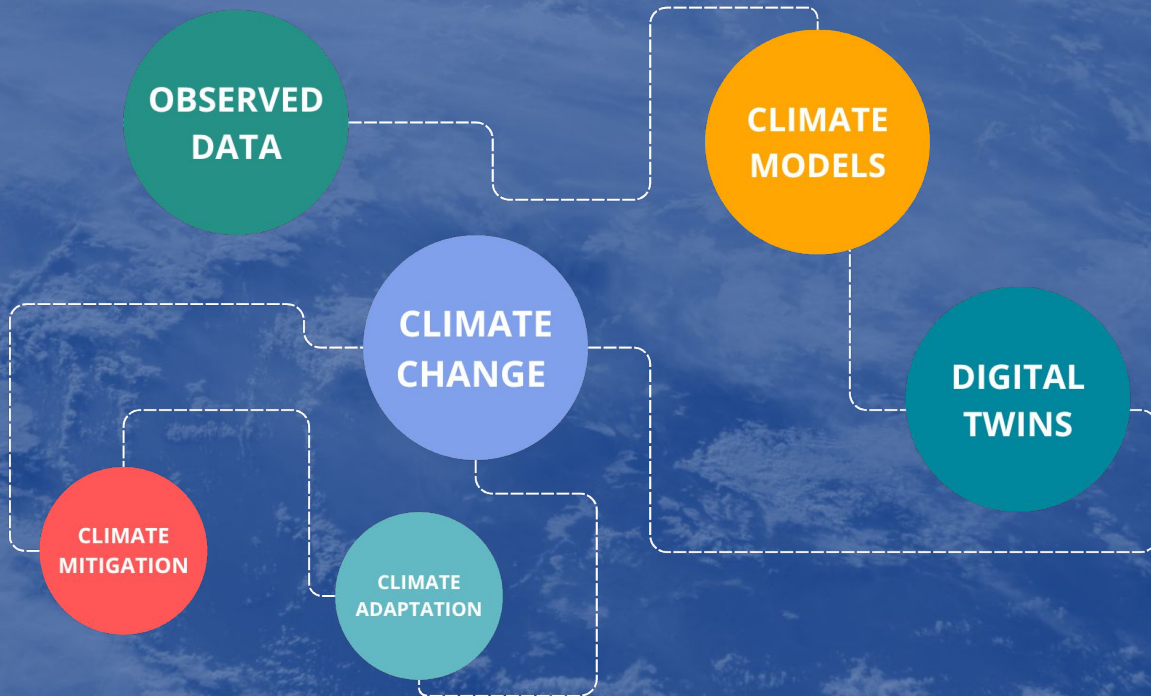 OBSERVED
DATA
CLIMATE
MODELS
CLIMATE
CHANGE
DIGITAL
TWINS
CLIMATE
MITIGATION
CLIMATE
ADAPTATION